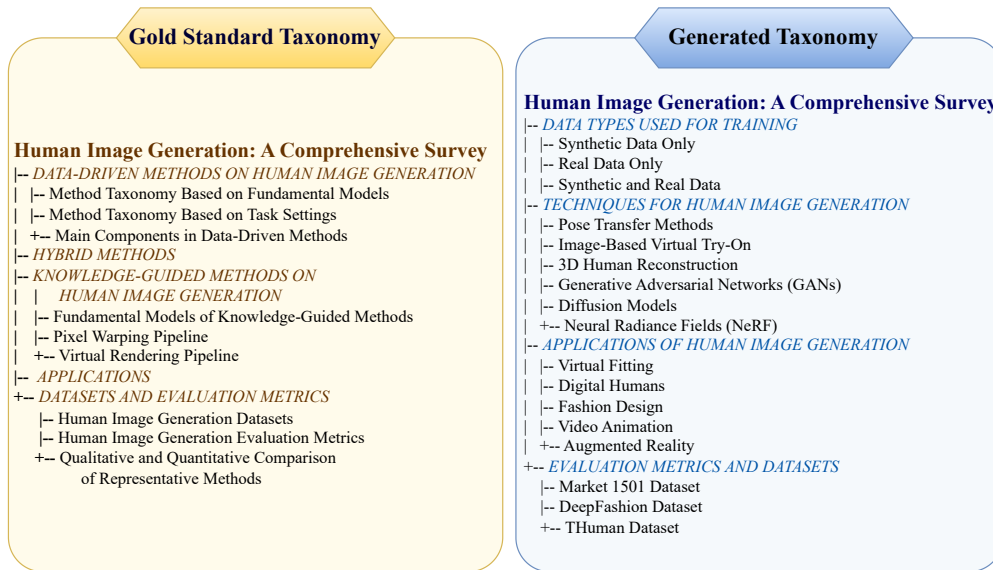 Gold Standard Taxonomy
Human Image Generation: A Comprehensive Survey
|-- DATA-DRIVEN METHODS ON HUMAN IMAGE GENERATION
| |-- Method Taxonomy Based on Fundamental Models
| |-- Method Taxonomy Based on Task Settings
| +-- Main Components in Data-Driven Methods
|-- HYBRID METHODS
|-- KNOWLEDGE-GUIDED METHODS ON
| | HUMAN IMAGE GENERATION
| |-- Fundamental Models of Knowledge-Guided Methods
| |-- Pixel Warping Pipeline
| +-- Virtual Rendering Pipeline
|-- APPLICATIONS
+-- DATASETS AND EVALUATION METRICS
|-- Human Image Generation Datasets
|-- Human Image Generation Evaluation Metrics
+-- Qualitative and Quantitative Comparison
of Representative Methods
Generated Taxonomy
Human Image Generation: A Comprehensive Survey
|-- DATA TYPES USED FOR TRAINING
| |-- Synthetic Data Only
| |-- Real Data Only
| |-- Synthetic and Real Data
|-- TECHNIQUES FOR HUMAN IMAGE GENERATION
| |-- Pose Transfer Methods
| |-- Image-Based Virtual Try-On
| |-- 3D Human Reconstruction
| |-- Generative Adversarial Networks (GANs)
| |-- Diffusion Models
| +-- Neural Radiance Fields (NeRF)
|-- APPLICATIONS OF HUMAN IMAGE GENERATION
| |-- Virtual Fitting
| |-- Digital Humans
| |-- Fashion Design
| |-- Video Animation
| +-- Augmented Reality
+-- EVALUATION METRICS AND DATASETS
|-- Market 1501 Dataset
|-- DeepFashion Dataset
+-- THuman Dataset